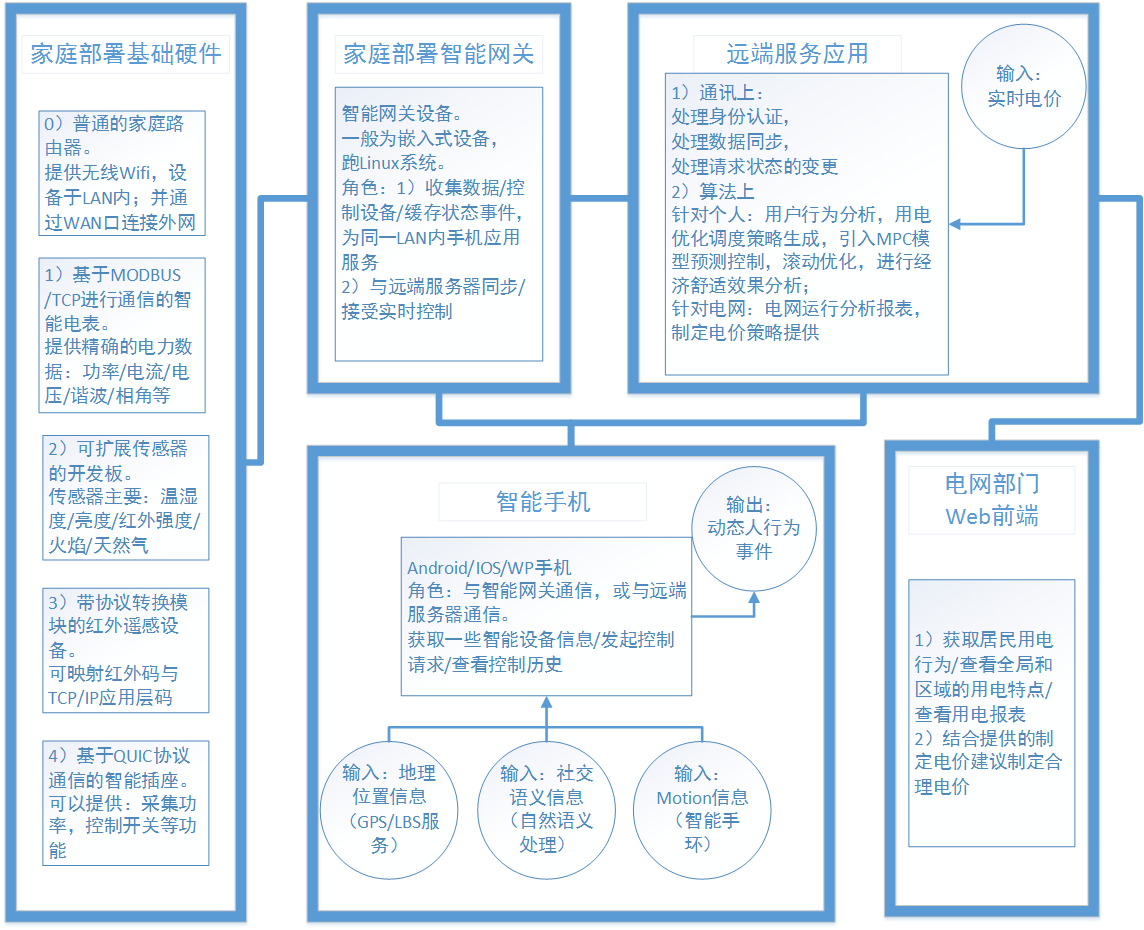 家庭部署基础硬件
0）普通的家庭路
由器。
提供无线Wifi，设
备于LAN内；并通
过WAN口连接外网
1）基于MODBUS
/TCP进行通信的智
能电表。
提供精确的电力数
据：功率/电流/电
压/谐波/相角等
2）可扩展传感器
的开发板。
传感器主要：温湿
度/亮度/红外强度/
火焰/天然气
3）带协议转换模
块的红外遥感设
备。
可映射红外码与
TCP/IP应用层码
4）基于QUIC协议
通信的智能插座。
可以提供：采集功
率，控制开关等功
能
家庭部署智能网关
智能网关设备。
一般为嵌入式设备，
跑Linux系统。
角色：1）收集数据/控
制设备/缓存状态事件，
为同一LAN内手机应用
服务
2）与远端服务器同步/
接受实时控制
远端服务应用
1）通讯上：
处理身份认证，
处理数据同步，
处理请求状态的变更
2）算法上
针对个人：用户行为分析，用电
优化调度策略生成，引入MPC模
型预测控制，滚动优化，进行经
济舒适效果分析；
针对电网：电网运行分析报表，
制定电价策略提供
输入：
实时电价
智能手机
Android/IOS/WP手机
角色：与智能网关通信，或与远端
服务器通信。
获取一些智能设备信息/发起控制
请求/查看控制历史
输出：
动态人行为
事件
输入：地理
位置信息
（GPS/LBS服
务）
输入：社交
语义信息
（自然语义
处理）
输入：
Motion信息
（智能手
环）
电网部门
Web前端
1）获取居民用电
行为/查看全局和
区域的用电特点/
查看用电报表
2）结合提供的制
定电价建议制定合
理电价